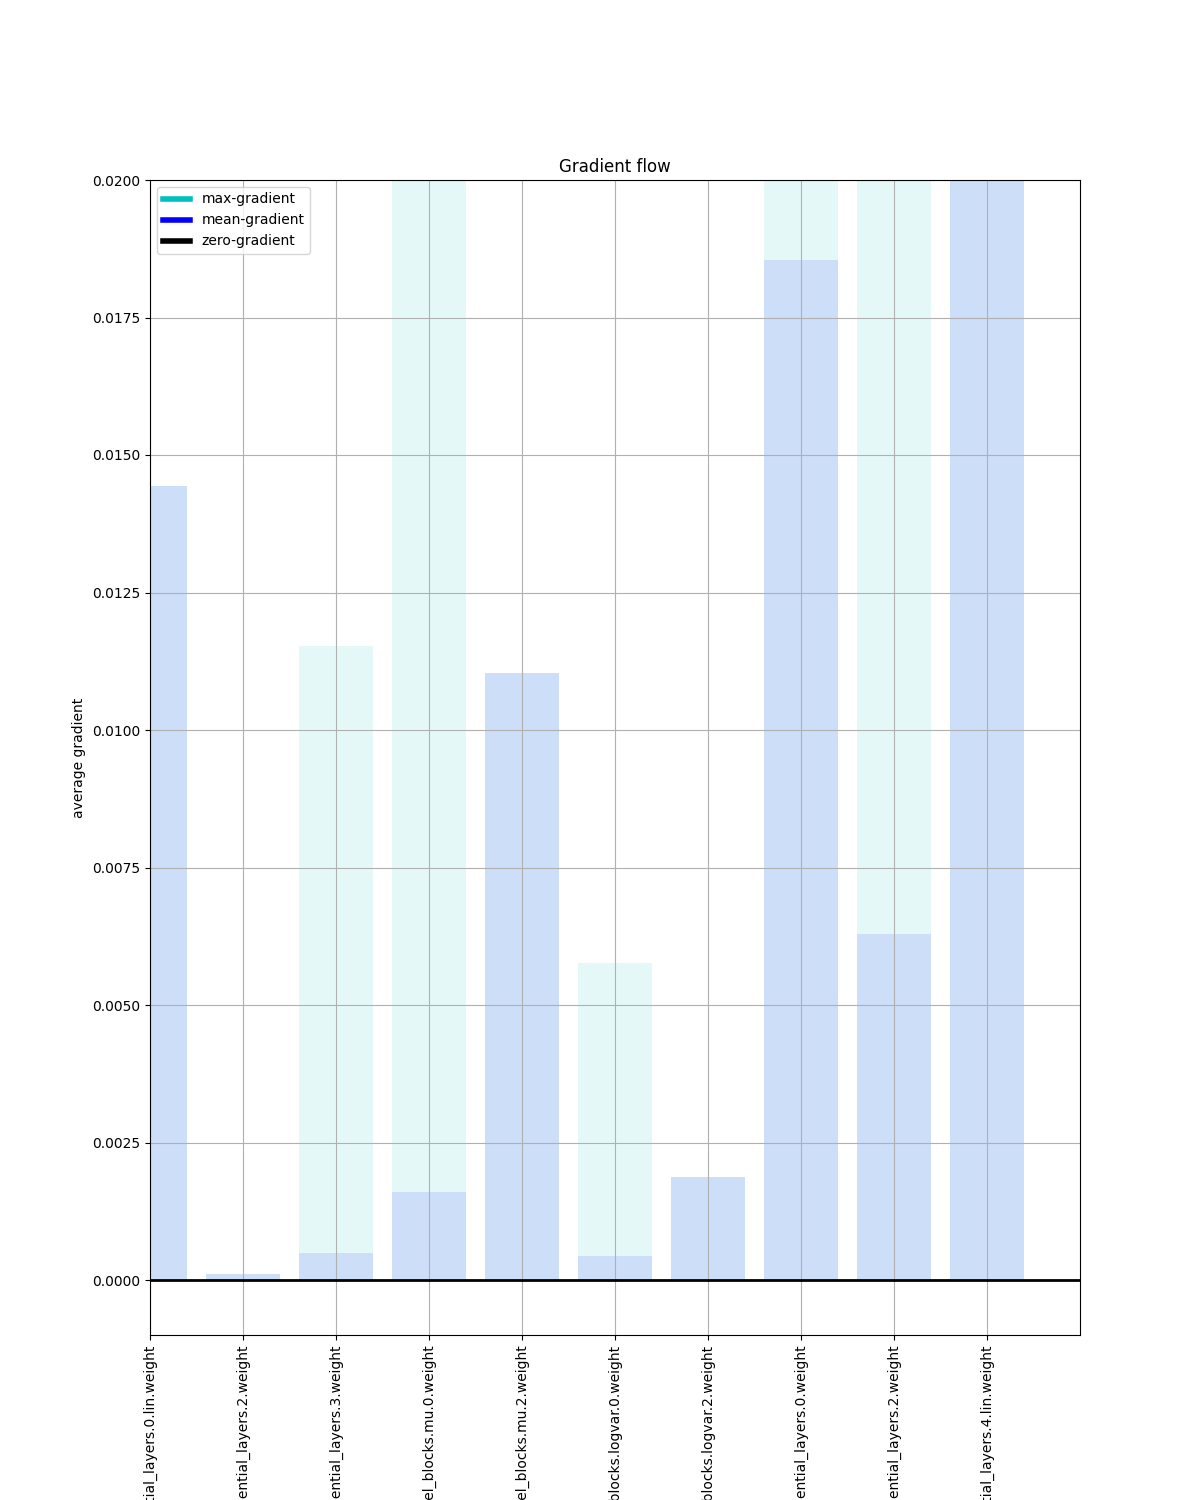 Gradient flow
max-gradient
mean-gradient
zero-gradient
0.0200
0.0175
0.0150
0.0125
0.0100
0.0075
0.0050
0.0025
0.0000
average gradient
tial_layers.0.lin.weight
ential_layers.2.weight
ential_layers.3.weight
el_blocks.mu.0.weight
el_blocks.mu.2.weight
blocks.logvar.0.weight
blocks.logvar.2.weight
ential_layers.0.weight
ential_layers.2.weight
tial_layers.4.lin.weight